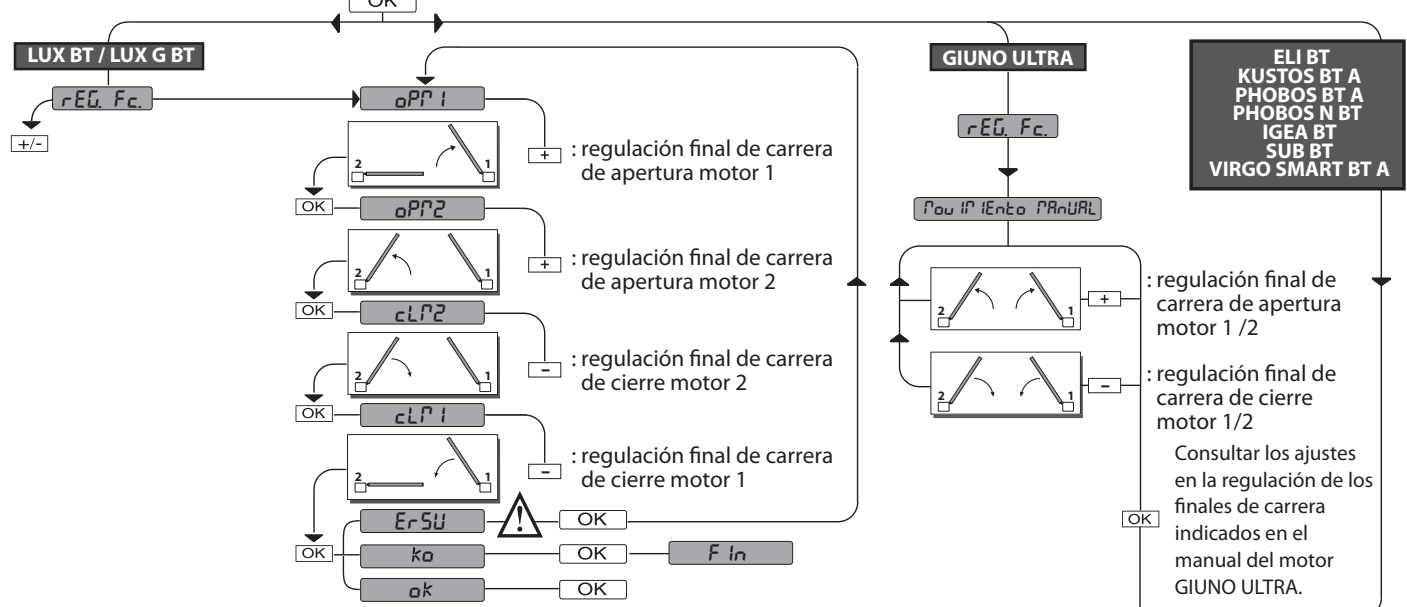 OK
LUX BT / LUX G BT
rEG. Fc.
+/-
oPM1
2
1
+
: regulación final de carrera
de apertura motor 1
OK
oPM2
2
1
+
: regulación final de carrera
de apertura motor 2
OK
cLM2
2
1
-
: regulación final de carrera
de cierre motor 2
OK
cLM1
2
1
-
: regulación final de carrera
de cierre motor 1
OK
ErSU
!
OK
ko
OK
FIn
ok
OK
GIUNO ULTRA
rEG. Fc.
MouIMIEnto MAnUAL
2
1
+
: regulación final de
carrera de apertura
motor 1 /2
2
1
-
: regulación final de
carrera de cierre
motor 1/2
Consultar los ajustes
en la regulación de los
finales de carrera
indicados en el
manual del motor
GIUNO ULTRA.
OK
ELI BT
KUSTOS BT A
PHOBOS BT A
PHOBOS N BT
IGEA BT
SUB BT
VIRGO SMART BT A